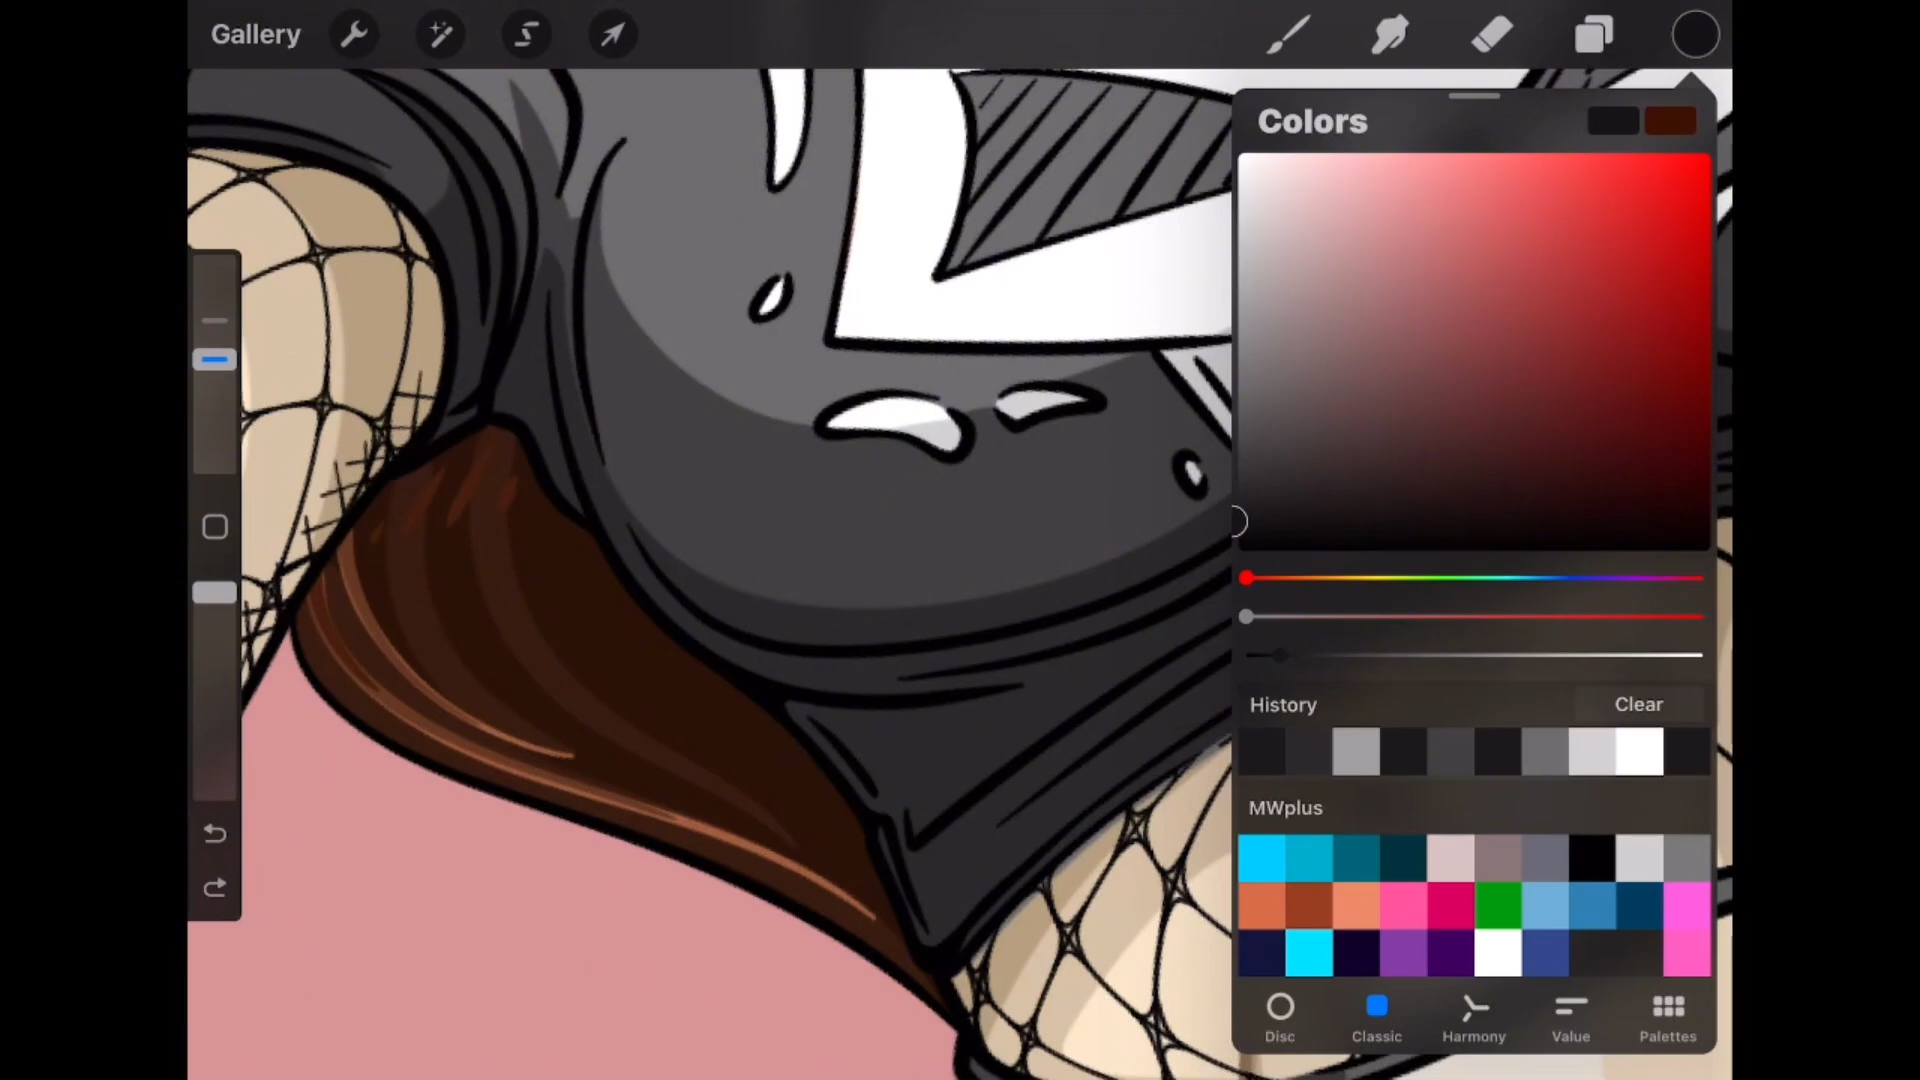 Gallery
Colors
History
Clear
MWplus
Disc
Classic
Harmony
Value
Palettes